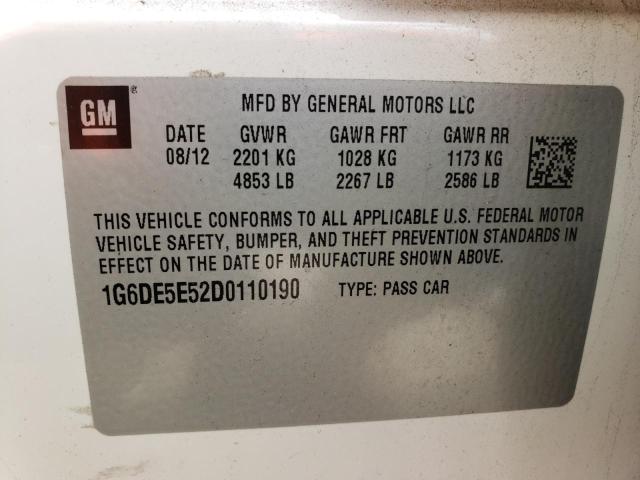 GM
MFD BY GENERAL MOTORS LLC
DATE GVWR GAWR FRT GAWR RR
08/12 2201 KG 1028 KG 1173 KG
4853 LB 2267 LB 2586 LB
THIS VEHICLE CONFORMS TO ALL APPLICABLE U.S. FEDERAL MOTOR
VEHICLE SAFETY, BUMPER, AND THEFT PREVENTION STANDARDS IN
EFFECT ON THE DATE OF MANUFACTURE SHOWN ABOVE.
1G6DE5E52D0110190 TYPE: PASS CAR